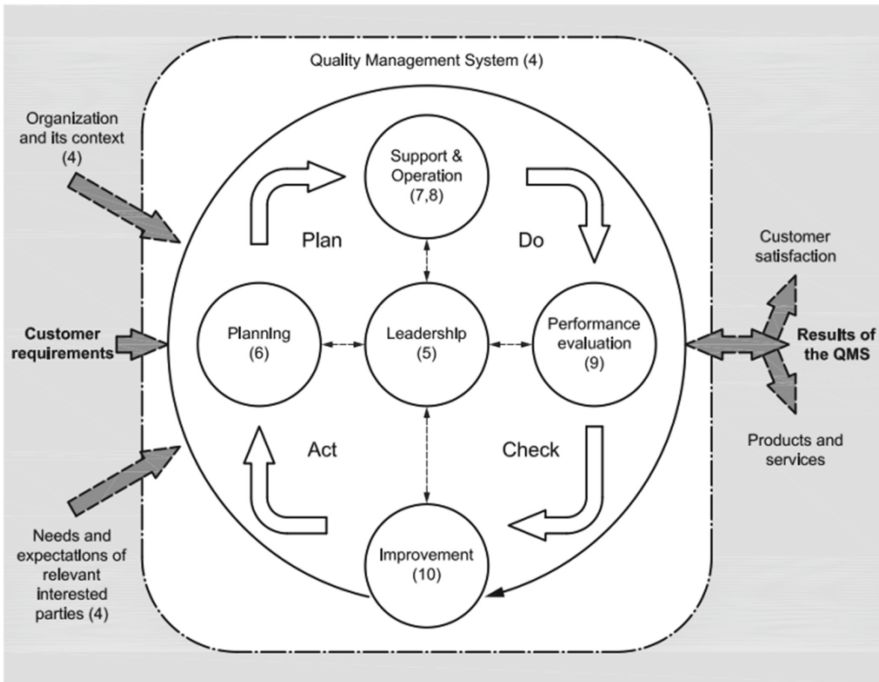 Quality Management System (4)
Organization
and its context
(4)
Support &
Operation
(7,8)
Plan
Do
Customer
satisfaction
Customer
requirements
Planning
(6)
Leadership
(5)
Performance
evaluation
(9)
Results of
the QMS
Act
Check
Products and
services
Needs and
expectations of
relevant
interested
parties (4)
Improvement
(10)